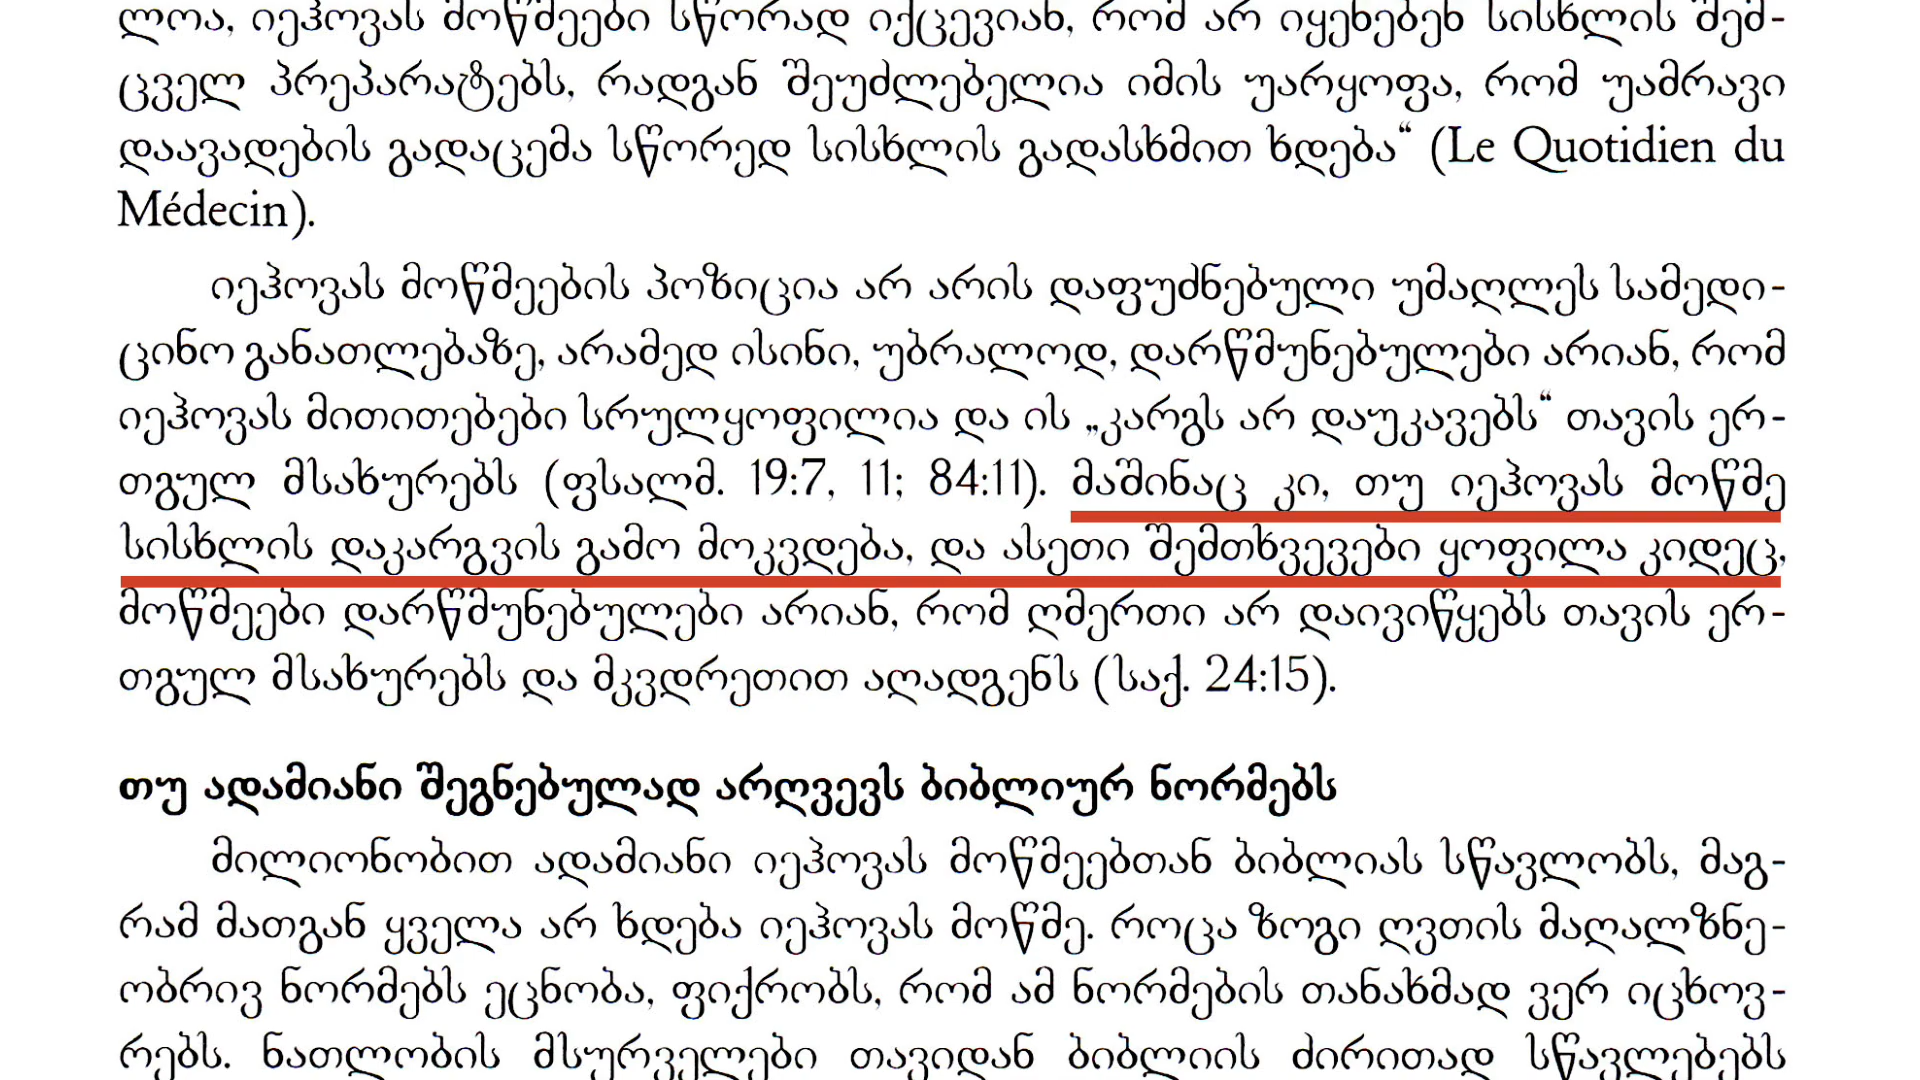 ლოა, იეჰოვას მოწმეები სწორად იქცევიან, რომ არ იყენებენ სისხლის შემ-
ცველ პრეპარატებს, რადგან შეუძლებელია იმის უარყოფა, რომ უამრავი
დაავადების გადაცემა სწორედ სისხლის გადასხმით ხდება“ (Le Quotidien du
Médecin).
იეჰოვას მოწმეების პოზიცია არ არის დაფუძნებული უმაღლეს სამედი-
ცინო განათლებაზე, არამედ ისინი, უბრალოდ, დარწმუნებულები არიან, რომ
იეჰოვას მითითებები სრულყოფილია და ის „კარგს არ დაუკავებს“ თავის ერ-
თგულ მსახურებს (ფსალმ. 19:7, 11; 84:11). მაშინაც კი, თუ იეჰოვას მოწმე
სისხლის დაკარგვის გამო მოკვდება, და ასეთი შემთხვევები ყოფილა კიდეც,
მოწმეები დარწმუნებულები არიან, რომ ღმერთი არ დაივიწყებს თავის ერ-
თგულ მსახურებს და მკვდრეთით აღადგენს (საქ. 24:15).
თუ ადამიანი შეგნებულად არღვევს ბიბლიურ ნორმებს
მილიონობით ადამიანი იეჰოვას მოწმეებთან ბიბლიას სწავლობს, მაგ-
რამ მათგან ყველა არ ხდება იეჰოვას მოწმე. როცა ზოგი ღვთის მაღალზნე-
ობრივ ნორმებს ეცნობა, ფიქრობს, რომ ამ ნორმების თანახმად ვერ იცხოვ-
რებს. ნათლობის მსურველები თავიდან ბიბლიის ძირითად სწავლებებს